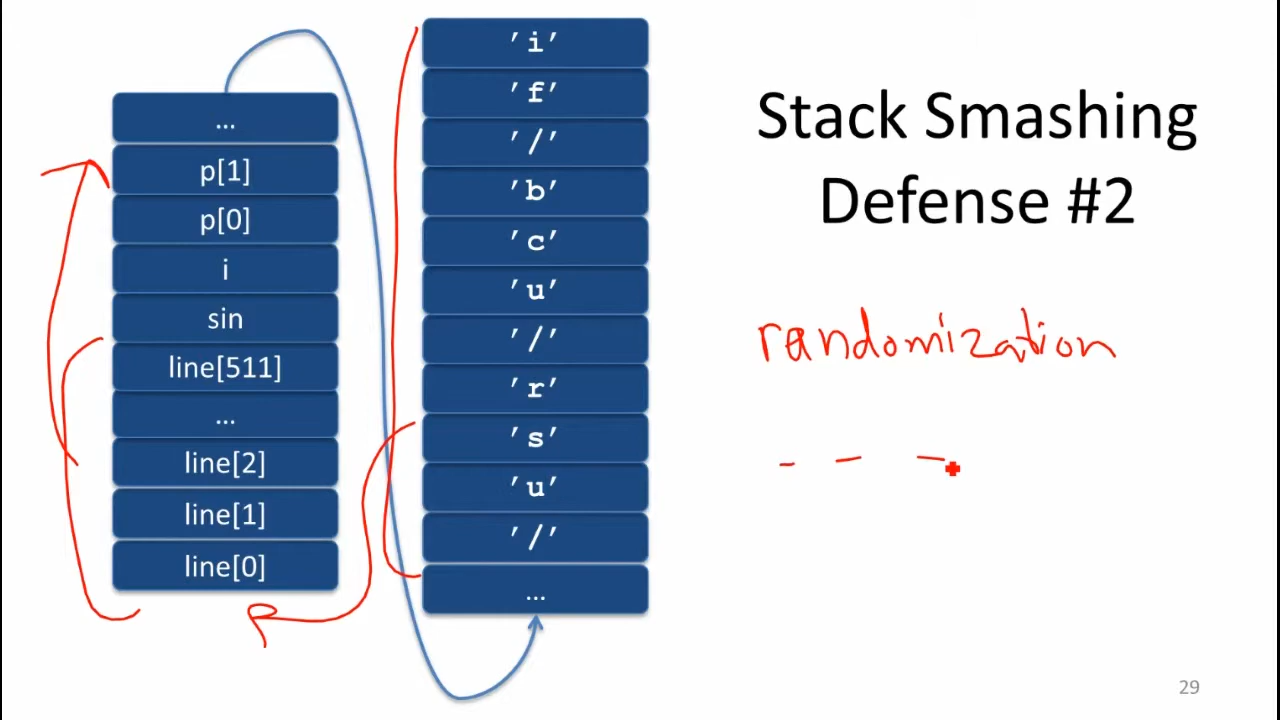 ...
p[1]
p[0]
i
sin
line[511]
...
line[2]
line[1]
line[0]
'i'
'f'
'/'
'b'
'c'
'u'
'/'
'r'
's'
'u'
'/'
...
Stack Smashing
Defense #2
randomization
29